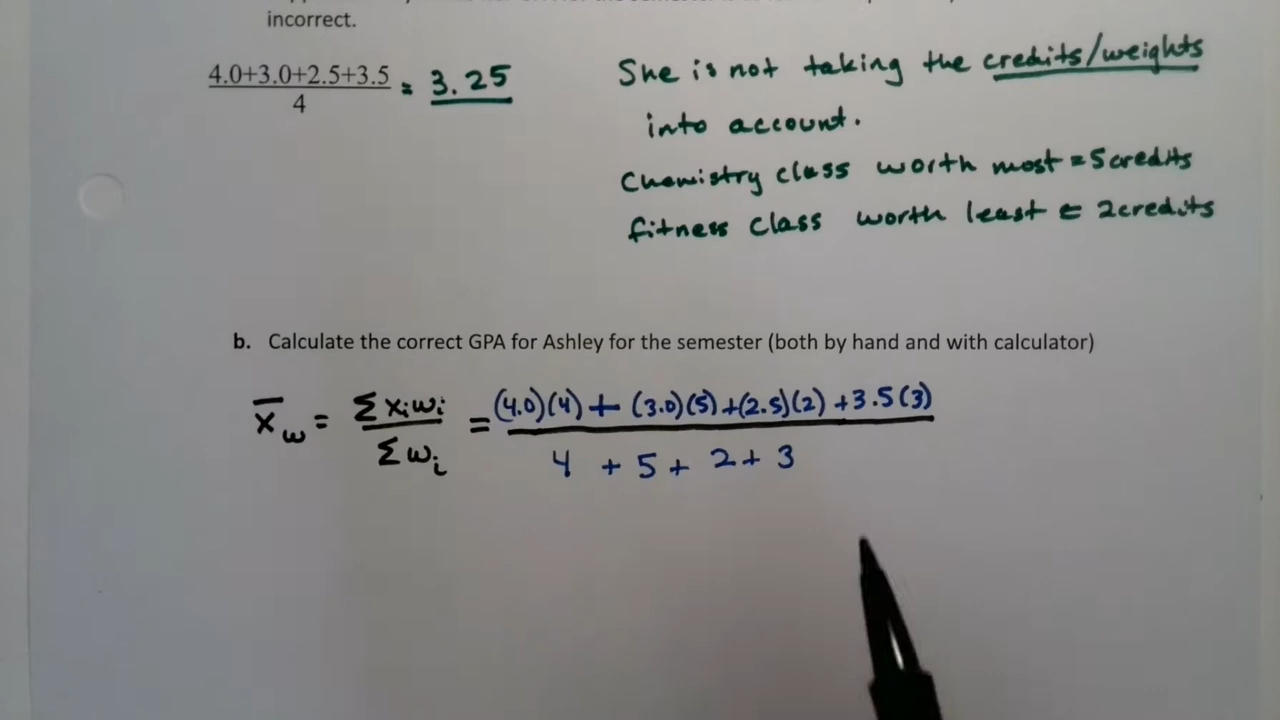 incorrect.
4.0+3.0+2.5+3.5
4
= 3.25
She is not taking the credits/weights
into account.
Chemistry class worth most = 5 credits
fitness class worth least = 2 credits
b. Calculate the correct GPA for Ashley for the semester (both by hand and with calculator)
x̄w = Σxiwi / Σwi = (4.0)(4) + (3.0)(5) + (2.5)(2) + 3.5(3)
4 + 5 + 2 + 3